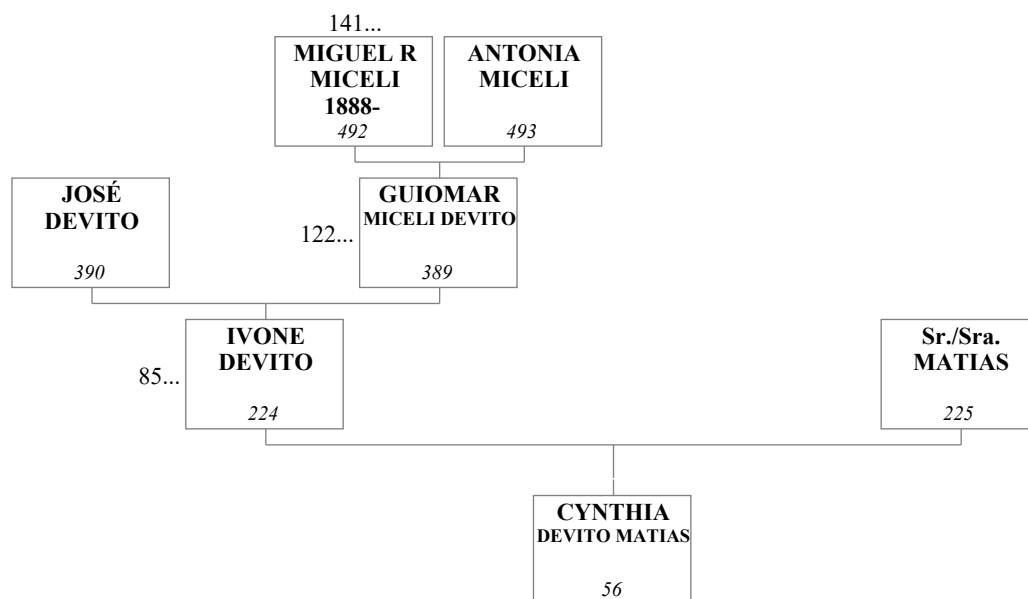 141...
MIGUEL R
MICELI
1888-
492
ANTONIA
MICELI
493
JOSÉ
DEVITO
390
122...
GUIOMAR
MICELI DEVITO
389
85...
IVONE
DEVITO
224
Sr./Sra.
MATIAS
225
CYNTHIA
DEVITO MATIAS
56